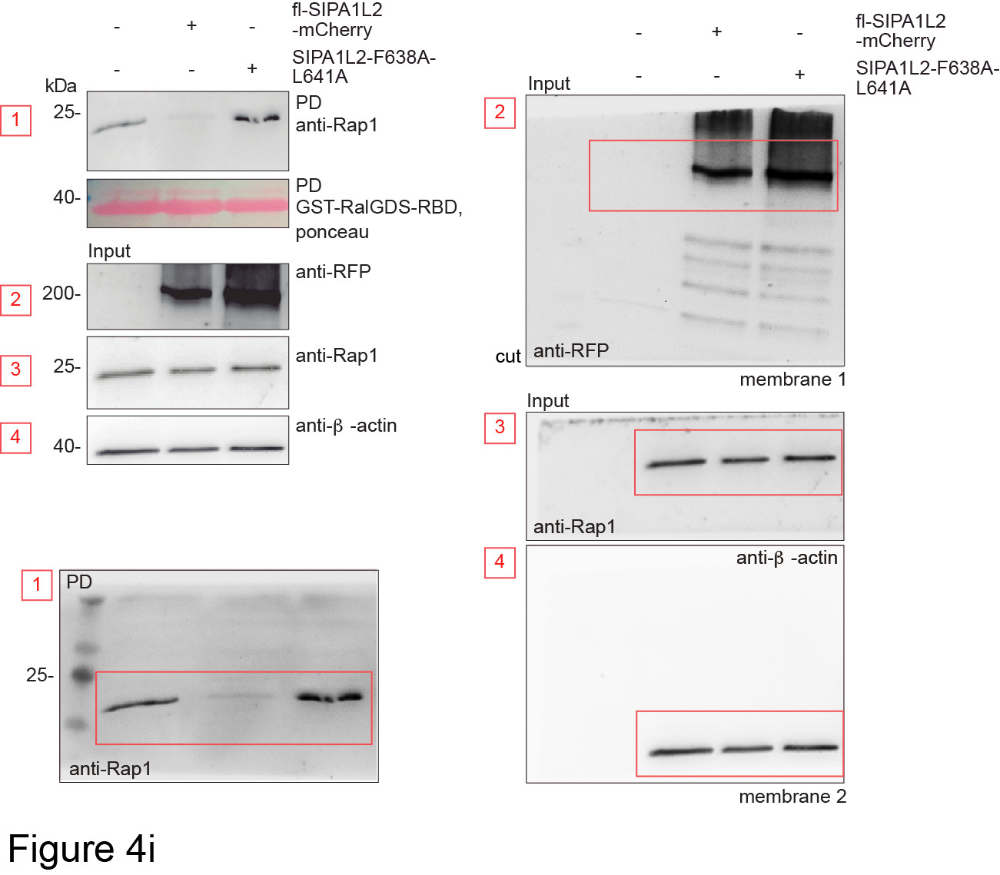 - + - fl-SIPA1L2
-mCherry
- - + SIPA1L2-F638A-
L641A
kDa
1 25- PD
anti-Rap1
40- PD
GST-RalGDS-RBD,
ponceau
Input
2 200- anti-RFP
3 25- anti-Rap1
4 40- anti-β -actin
1 PD
25-
anti-Rap1
- + - fl-SIPA1L2
-mCherry
- - + SIPA1L2-F638A-
L641A
Input
2
cut anti-RFP
membrane 1
Input
3
anti-Rap1
4 anti-β -actin
membrane 2
Figure 4i